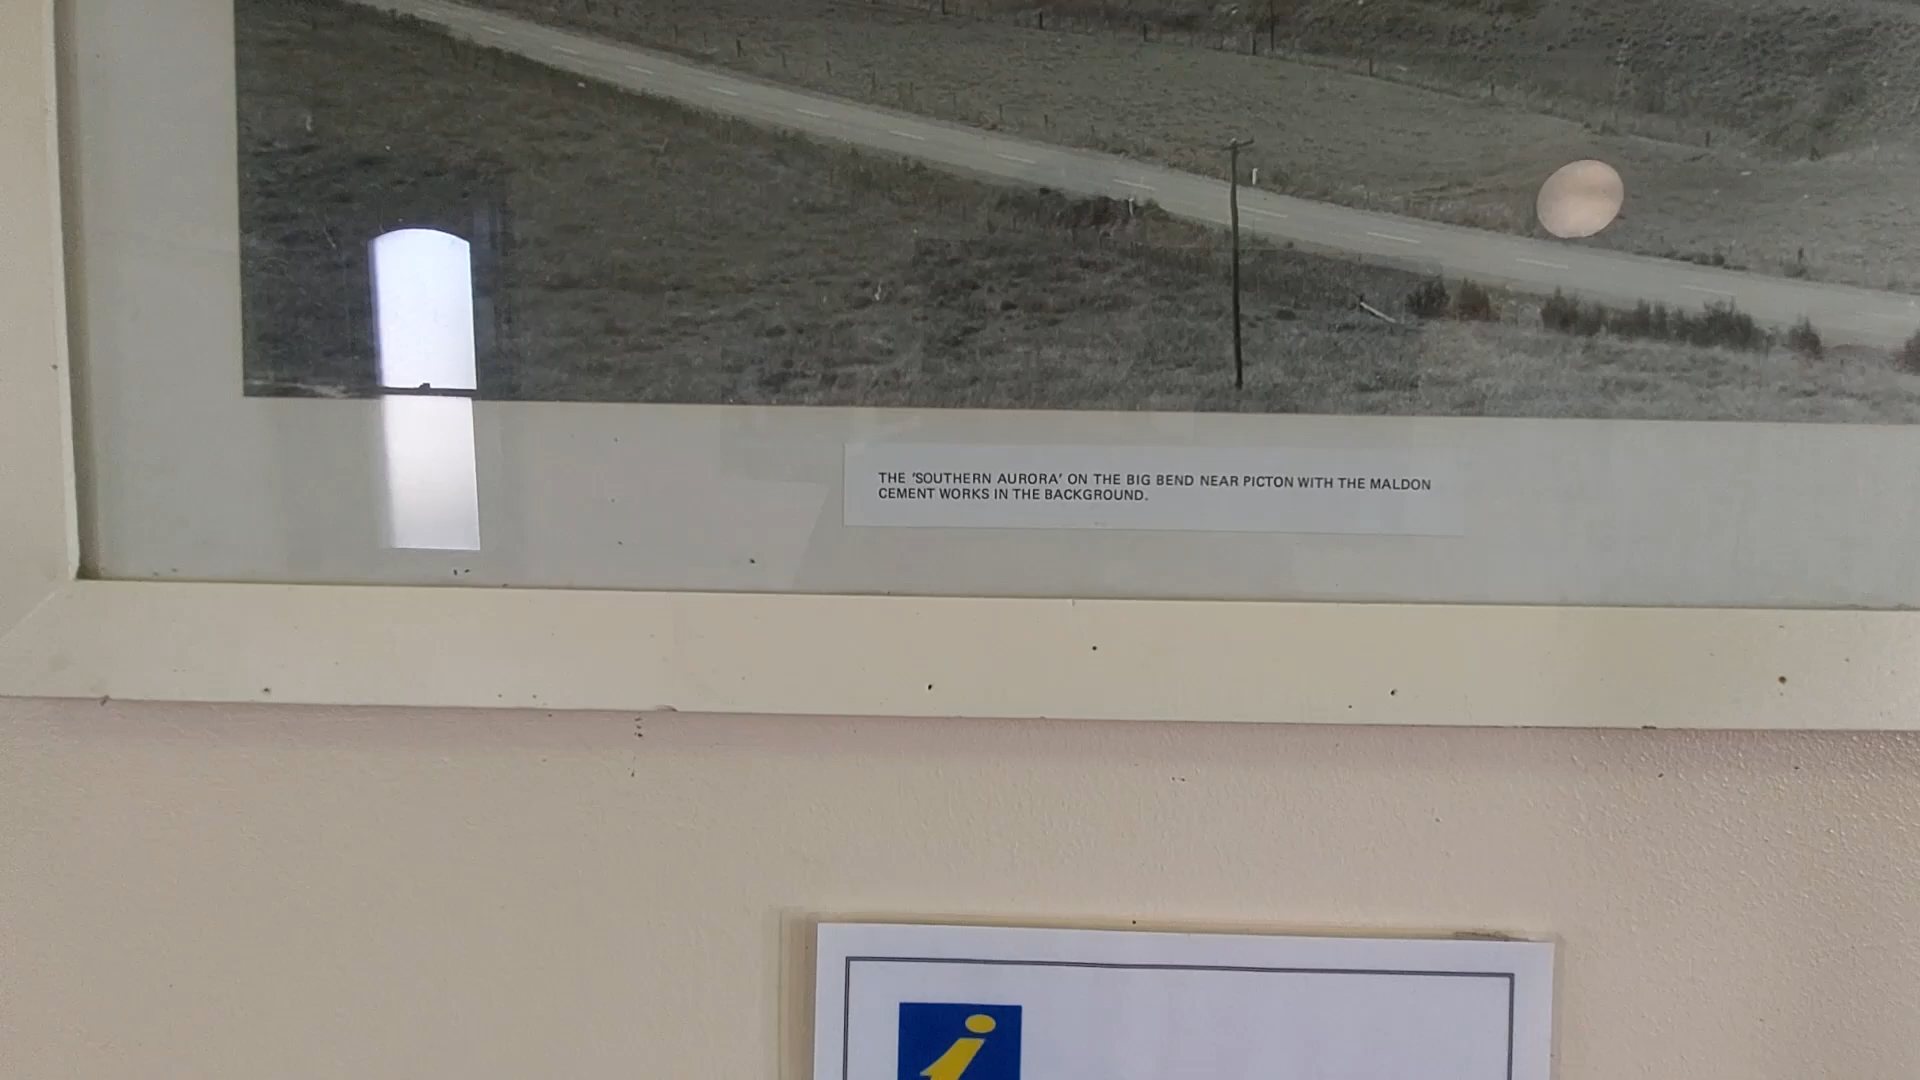 THE 'SOUTHERN AURORA' ON THE BIG BEND NEAR PICTON WITH THE MALDON
CEMENT WORKS IN THE BACKGROUND.
i